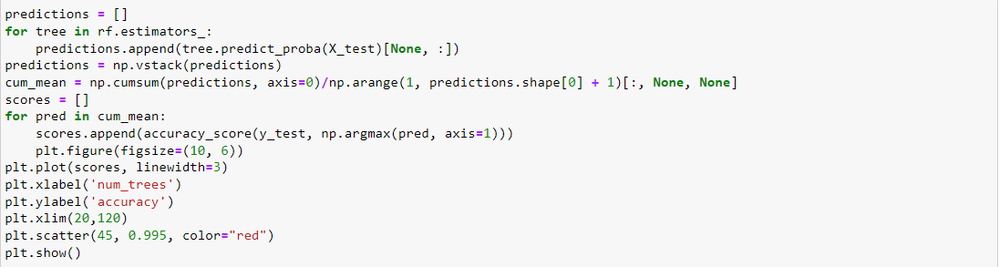 predictions = []
for tree in rf.estimators_:
    predictions.append(tree.predict_proba(X_test)[None, :])
predictions = np.vstack(predictions)
cum_mean = np.cumsum(predictions, axis=0)/np.arange(1, predictions.shape[0] + 1)[:, None, None]
scores = []
for pred in cum_mean:
    scores.append(accuracy_score(y_test, np.argmax(pred, axis=1)))
    plt.figure(figsize=(10, 6))
plt.plot(scores, linewidth=3)
plt.xlabel('num_trees')
plt.ylabel('accuracy')
plt.xlim(20,120)
plt.scatter(45, 0.995, color="red")
plt.show()